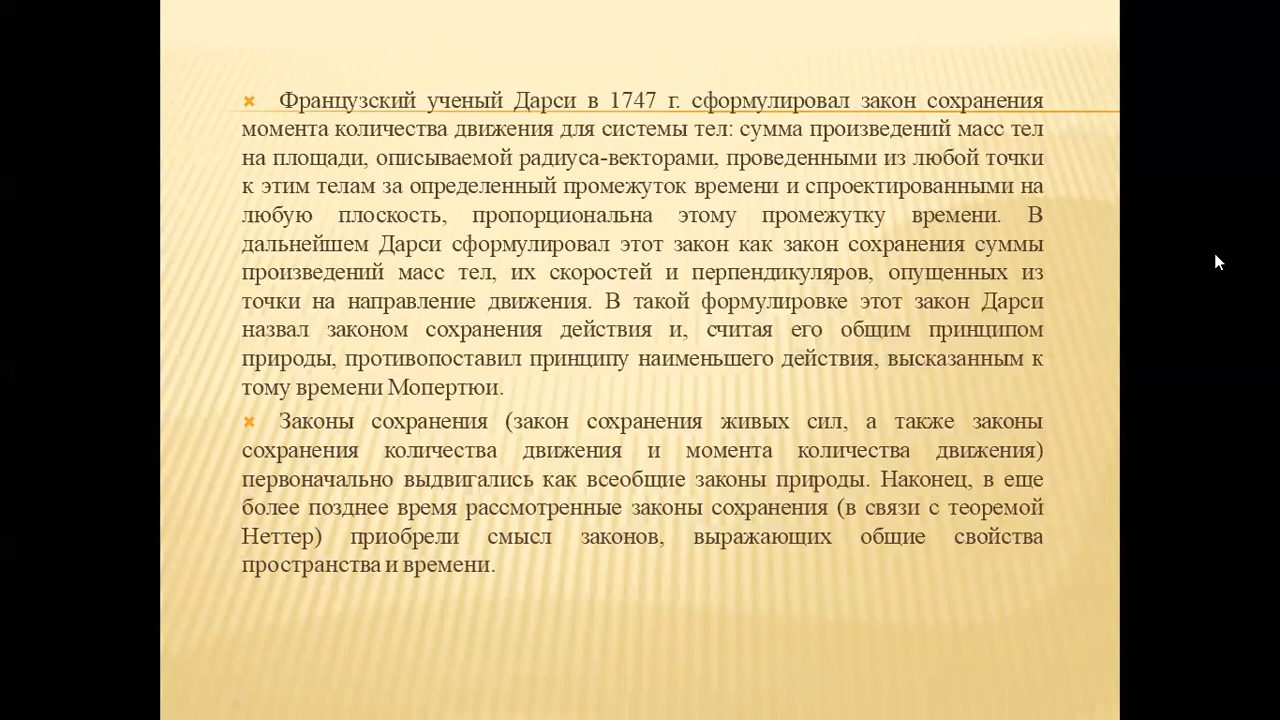 Французский ученый Дарси в 1747 г. сформулировал закон сохранения
момента количества движения для системы тел: сумма произведений масс тел
на площади, описываемой радиуса-векторами, проведенными из любой точки
к этим телам за определенный промежуток времени и спроектированными на
любую плоскость, пропорциональна этому промежутку времени. В
дальнейшем Дарси сформулировал этот закон как закон сохранения суммы
произведений масс тел, их скоростей и перпендикуляров, опущенных из
точки на направление движения. В такой формулировке этот закон Дарси
назвал законом сохранения действия и, считая его общим принципом
природы, противопоставил принципу наименьшего действия, высказанным к
тому времени Мопертюи.
Законы сохранения (закон сохранения живых сил, а также законы
сохранения количества движения и момента количества движения)
первоначально выдвигались как всеобщие законы природы. Наконец, в еще
более позднее время рассмотренные законы сохранения (в связи с теоремой
Неттер) приобрели смысл законов, выражающих общие свойства
пространства и времени.